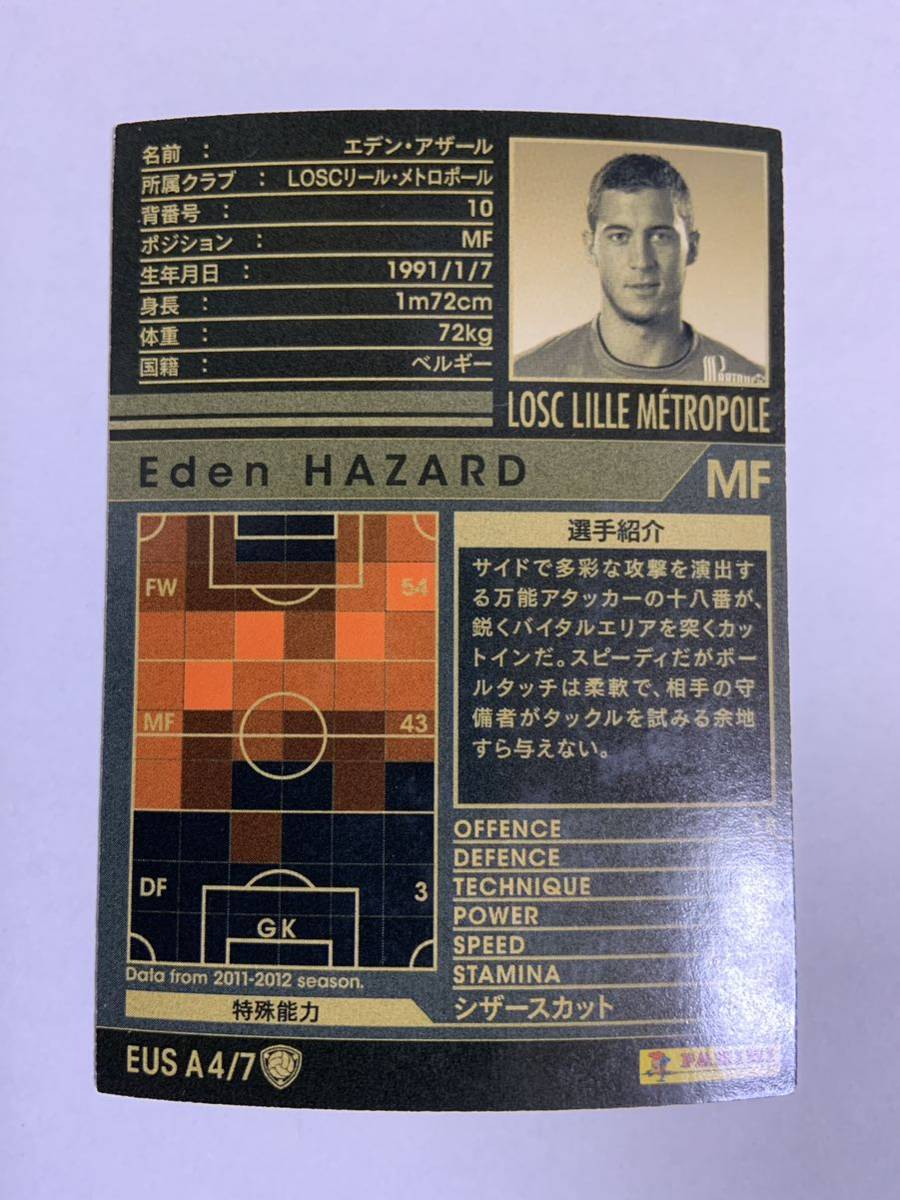 名前 : エデン・アザール
所属クラブ : LOSCリール・メトロポール
背番号 : 10
ポジション : MF
生年月日 : 1991/1/7
身長 : 1m72cm
体重 : 72kg
国籍 : ベルギー
LOSC LILLE MÉTROPOLE
Eden HAZARD
MF
FW 54
MF 43
DF 3
GK
Data from 2011-2012 season.
選手紹介
サイドで多彩な攻撃を演出す
る万能アタッカーの十八番が、
鋭くバイタルエリアを突くカッ
トインだ。スピーディだがボー
ルタッチは柔軟で、相手の守
備者がタックルを試みる余地
すら与えない。
OFFENCE
DEFENCE
TECHNIQUE
POWER
SPEED
STAMINA
特殊能力 シザースカット
EUS A4/7
PANINI